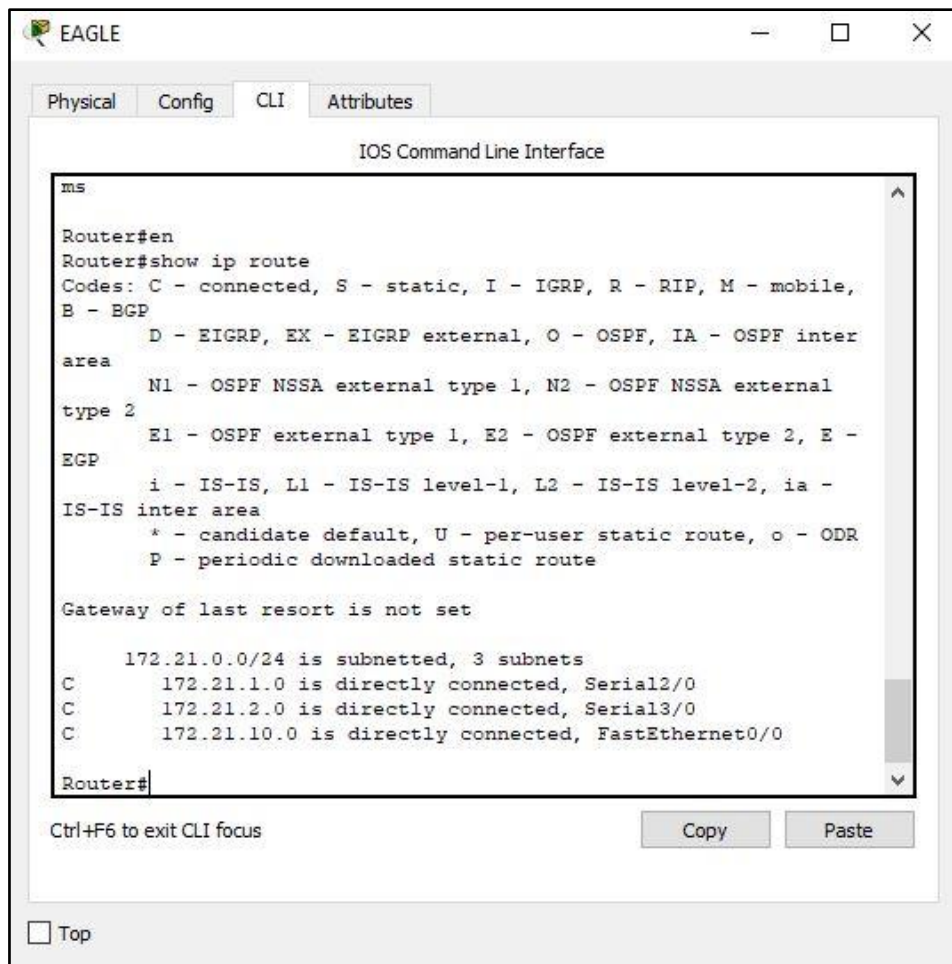 EAGLE
Physical Config CLI Attributes
IOS Command Line Interface
ms
Router#en
Router#show ip route
Codes: C - connected, S - static, I - IGRP, R - RIP, M - mobile,
B - BGP
D - EIGRP, EX - EIGRP external, O - OSPF, IA - OSPF inter
area
N1 - OSPF NSSA external type 1, N2 - OSPF NSSA external
type 2
E1 - OSPF external type 1, E2 - OSPF external type 2, E -
EGP
i - IS-IS, L1 - IS-IS level-1, L2 - IS-IS level-2, ia -
IS-IS inter area
* - candidate default, U - per-user static route, o - ODR
P - periodic downloaded static route
Gateway of last resort is not set
172.21.0.0/24 is subnetted, 3 subnets
C 172.21.1.0 is directly connected, Serial2/0
C 172.21.2.0 is directly connected, Serial3/0
C 172.21.10.0 is directly connected, FastEthernet0/0
Router#
Ctrl+F6 to exit CLI focus Copy Paste
Top